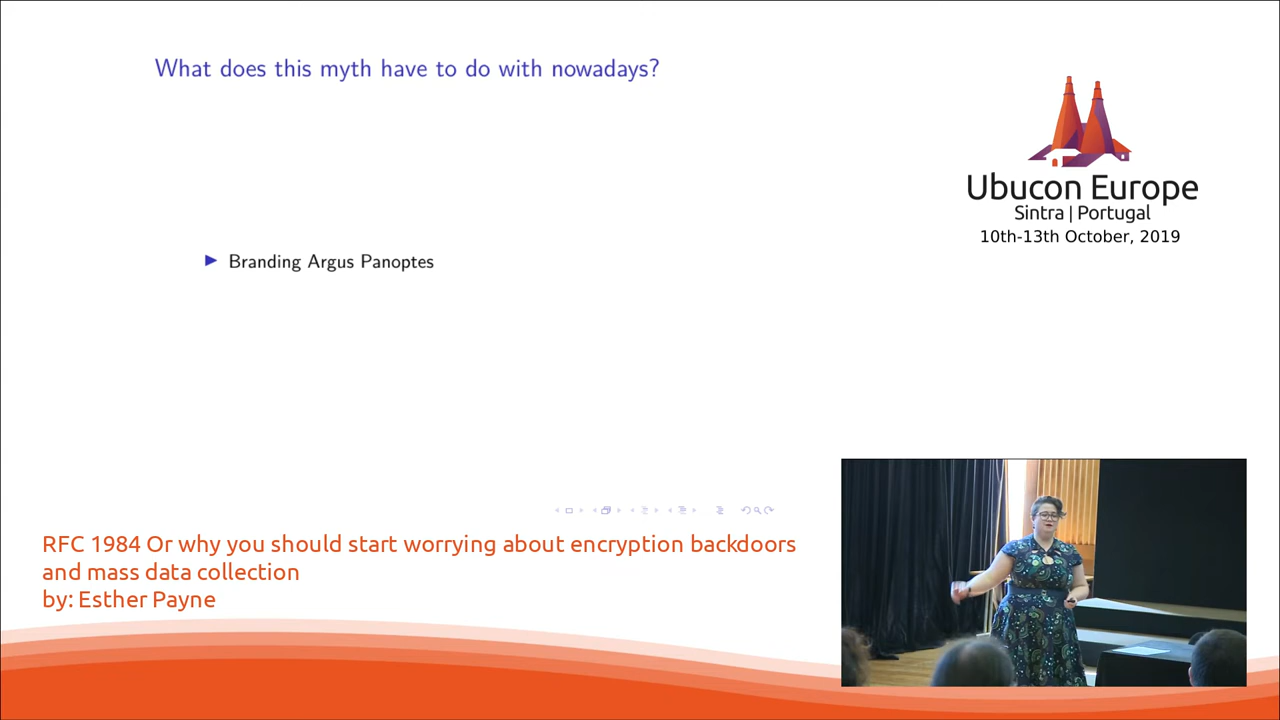 What does this myth have to do with nowadays?
Branding Argus Panoptes
Ubucon Europe
Sintra | Portugal
10th-13th October, 2019
RFC 1984 Or why you should start worrying about encryption backdoors
and mass data collection
by: Esther Payne